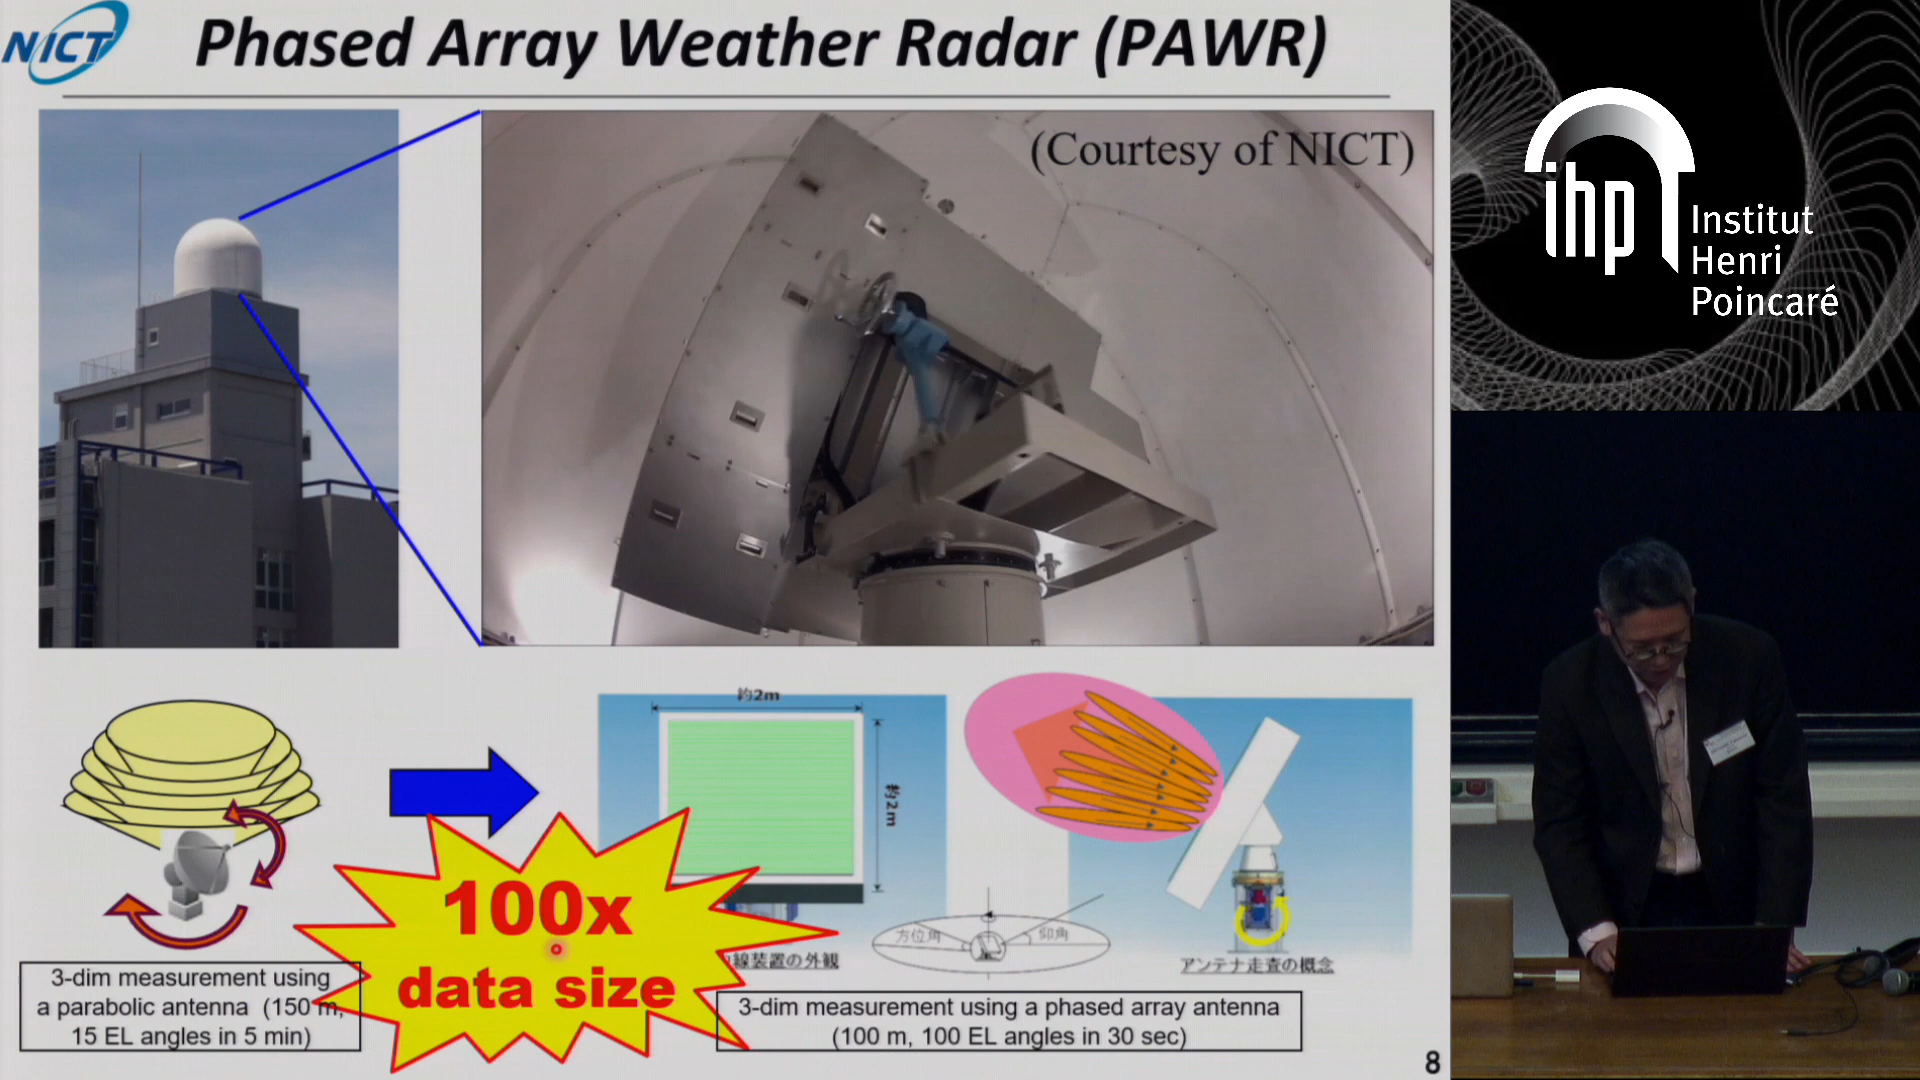 NICT
Phased Array Weather Radar (PAWR)
(Courtesy of NICT)
ihp
Institut
Henri
Poincaré
約2m
約2m
100x
data size
方位角
仰角
線装置の外観
アンテナ走査の概念
3-dim measurement using
a parabolic antenna (150 m,
15 EL angles in 5 min)
3-dim measurement using a phased array antenna
(100 m, 100 EL angles in 30 sec)
8